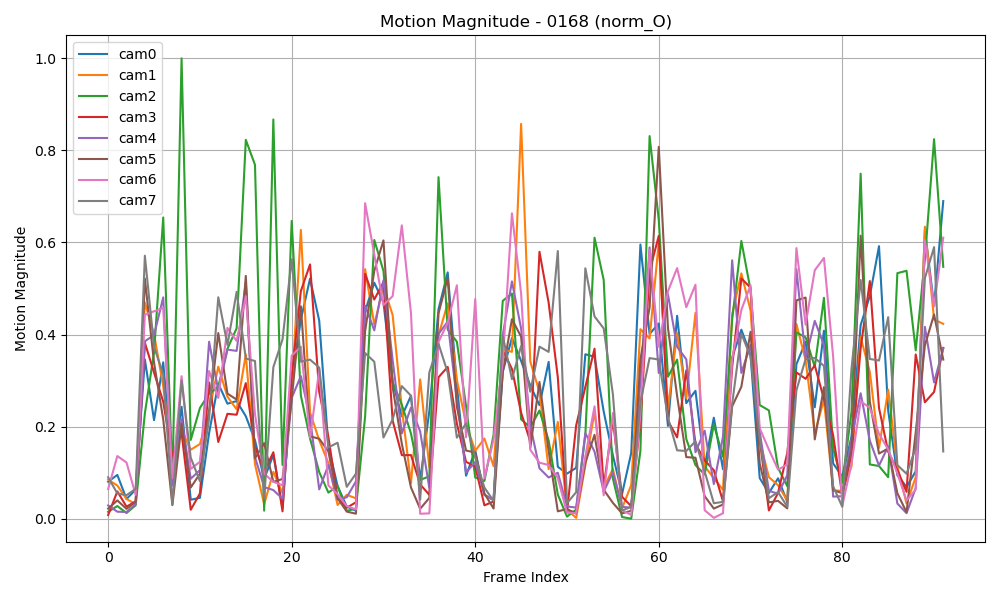 Motion Magnitude - 0168 (norm_O)
1.0
0.8
0.6
0.4
0.2
0.0
Motion Magnitude
cam0
cam1
cam2
cam3
cam4
cam5
cam6
cam7
0
20
40
60
80
Frame Index